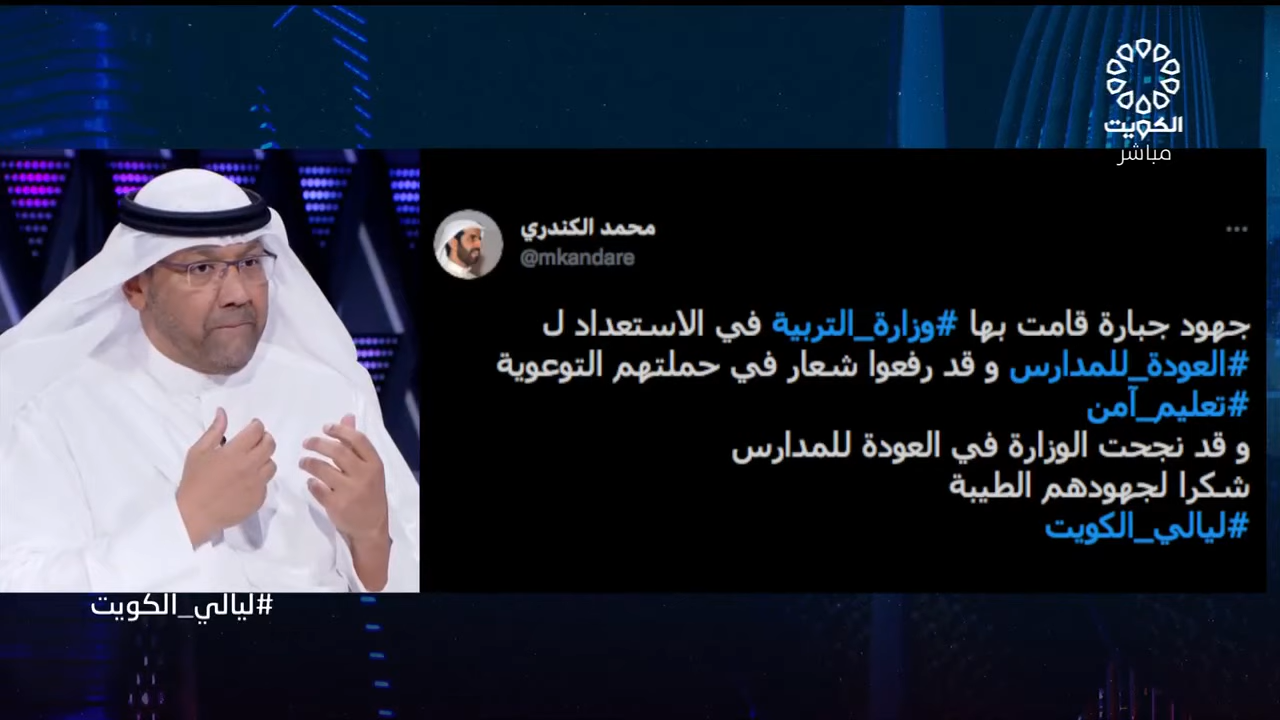 الكويت
مباشر
محمد الكندري
@mkandare
جهود جبارة قامت بها #وزارة_التربية في الاستعداد ل
#العودة_للمدارس و قد رفعوا شعار في حملتهم التوعوية
#تعليم_آمن
و قد نجحت الوزارة في العودة للمدارس
شكرا لجهودهم الطيبة
#ليالي_الكويت
#ليالي_الكويت